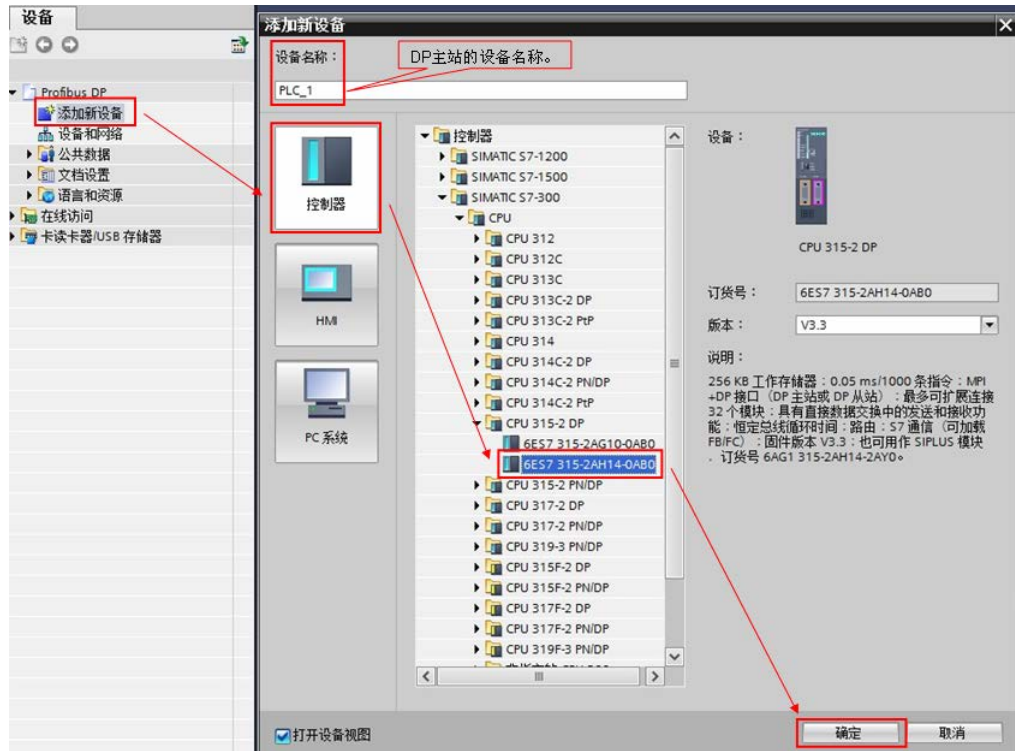 设备
Profibus DP
添加新设备
设备和网络
公共数据
文档设置
语言和资源
在线访问
卡读卡器/USB 存储器
添加新设备
设备名称：
DP主站的设备名称。
PLC_1
控制器
HMI
PC 系统
控制器
SIMATIC S7-1200
SIMATIC S7-1500
SIMATIC S7-300
CPU
CPU 312
CPU 312C
CPU 313C
CPU 313C-2 DP
CPU 313C-2 PtP
CPU 314
CPU 314C-2 DP
CPU 314C-2 PN/DP
CPU 314C-2 PtP
CPU 315-2 DP
6ES7 315-2AG10-0AB0
6ES7 315-2AH14-0AB0
CPU 315-2 PN/DP
CPU 317-2 DP
CPU 317-2 PN/DP
CPU 319-3 PN/DP
CPU 315F-2 DP
CPU 315F-2 PN/DP
CPU 317F-2 DP
CPU 317F-2 PN/DP
CPU 319F-3 PN/DP
设备：
CPU 315-2 DP
订货号：
6ES7 315-2AH14-0AB0
版本：
V3.3
说明：
256 KB 工作存储器：0.05 ms/1000 条指令：MPI
+DP 接口（DP 主站或 DP 从站）：最多可扩展连接
32 个模块：具有直接数据交换中的发送和接收功
能：恒定总线循环时间：路由：S7 通信（可加载
FB/FC）：固件版本 V3.3：也可用作 SIPLUS 模块
．订货号 6AG1 315-2AH14-2AY0。
打开设备视图
确定
取消